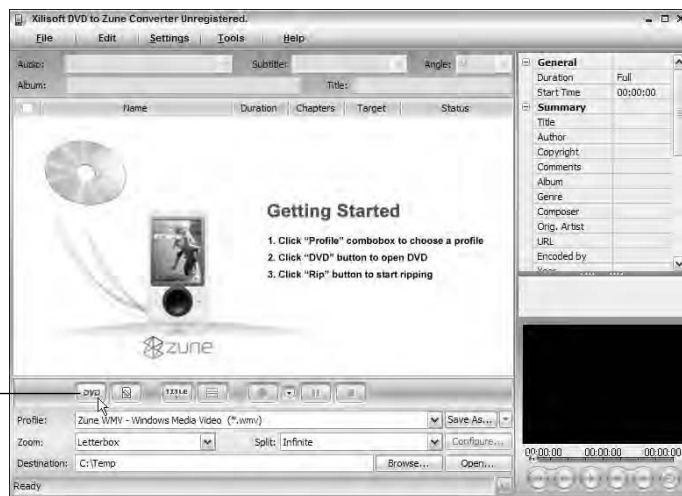 Xilisoft DVD to Zune Converter Unregistered.
File Edit Settings Tools Help
Audio: Subtitle: Angle:
Album: Title:
Name Duration Chapters Target Status
Getting Started
1. Click “Profile” combobox to choose a profile
2. Click “DVD” button to open DVD
3. Click “Rip” button to start ripping
zune
DVD TITLE
Profile: Zune WMV - Windows Media Video (*.wmv) Save As...
Zoom: Letterbox Split: Infinite Configure...
Destination: C:\Temp Browse... Open...
Ready
General
Duration Full
Start Time 00:00:00
Summary
Title
Author
Copyright
Comments
Album
Genre
Composer
Orig. Artist
URL
Encoded by
Year
00:00:00 00:00:00 00:00:00